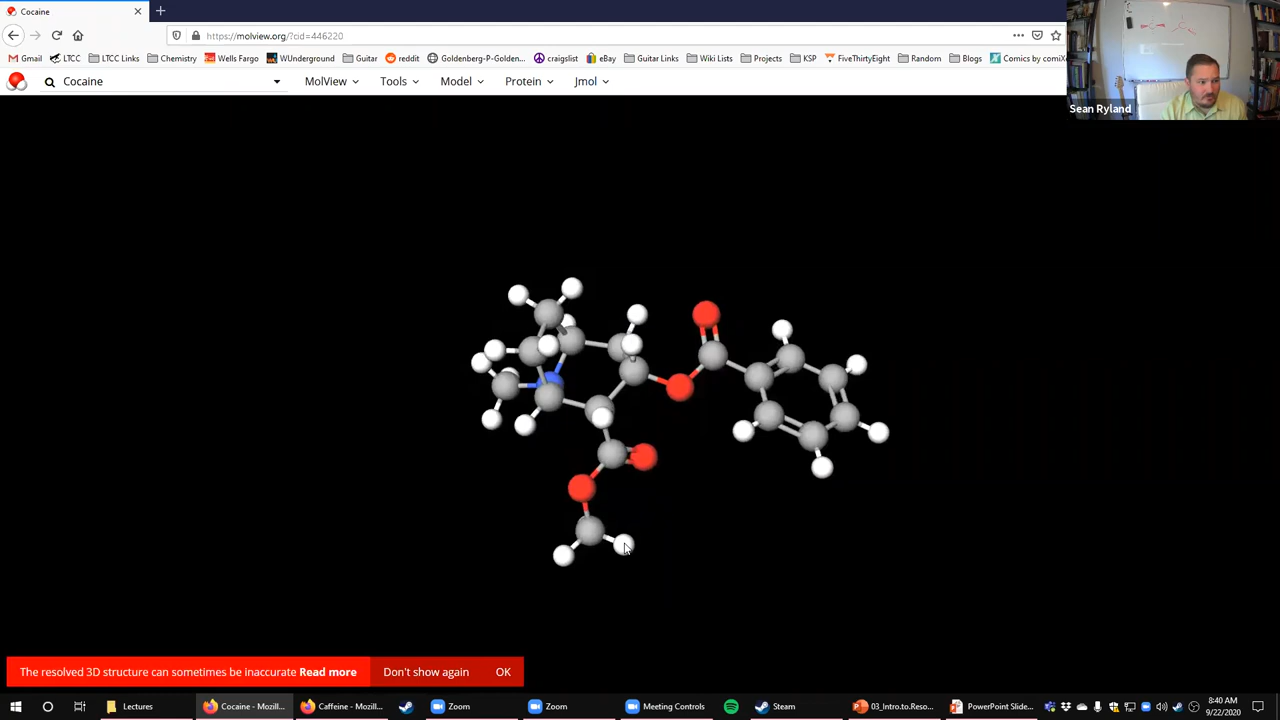 Cocaine
https://molview.org/?cid=446220
Gmail LTCC LTCC Links Chemistry Wells Fargo WUnderground Guitar reddit Goldenberg-P-Golden... craigslist eBay Guitar Links Wiki Lists Projects KSP FiveThirtyEight Random Blogs Comics by comiX
Cocaine MolView Tools Model Protein Jmol
Sean Ryland
The resolved 3D structure can sometimes be inaccurate Read more Don't show again OK
Lectures Cocaine - Mozill... Caffeine - Mozill... Zoom Zoom Meeting Controls Steam 03_Intro.to.Reso... PowerPoint Slide...
8:40 AM
9/22/2020